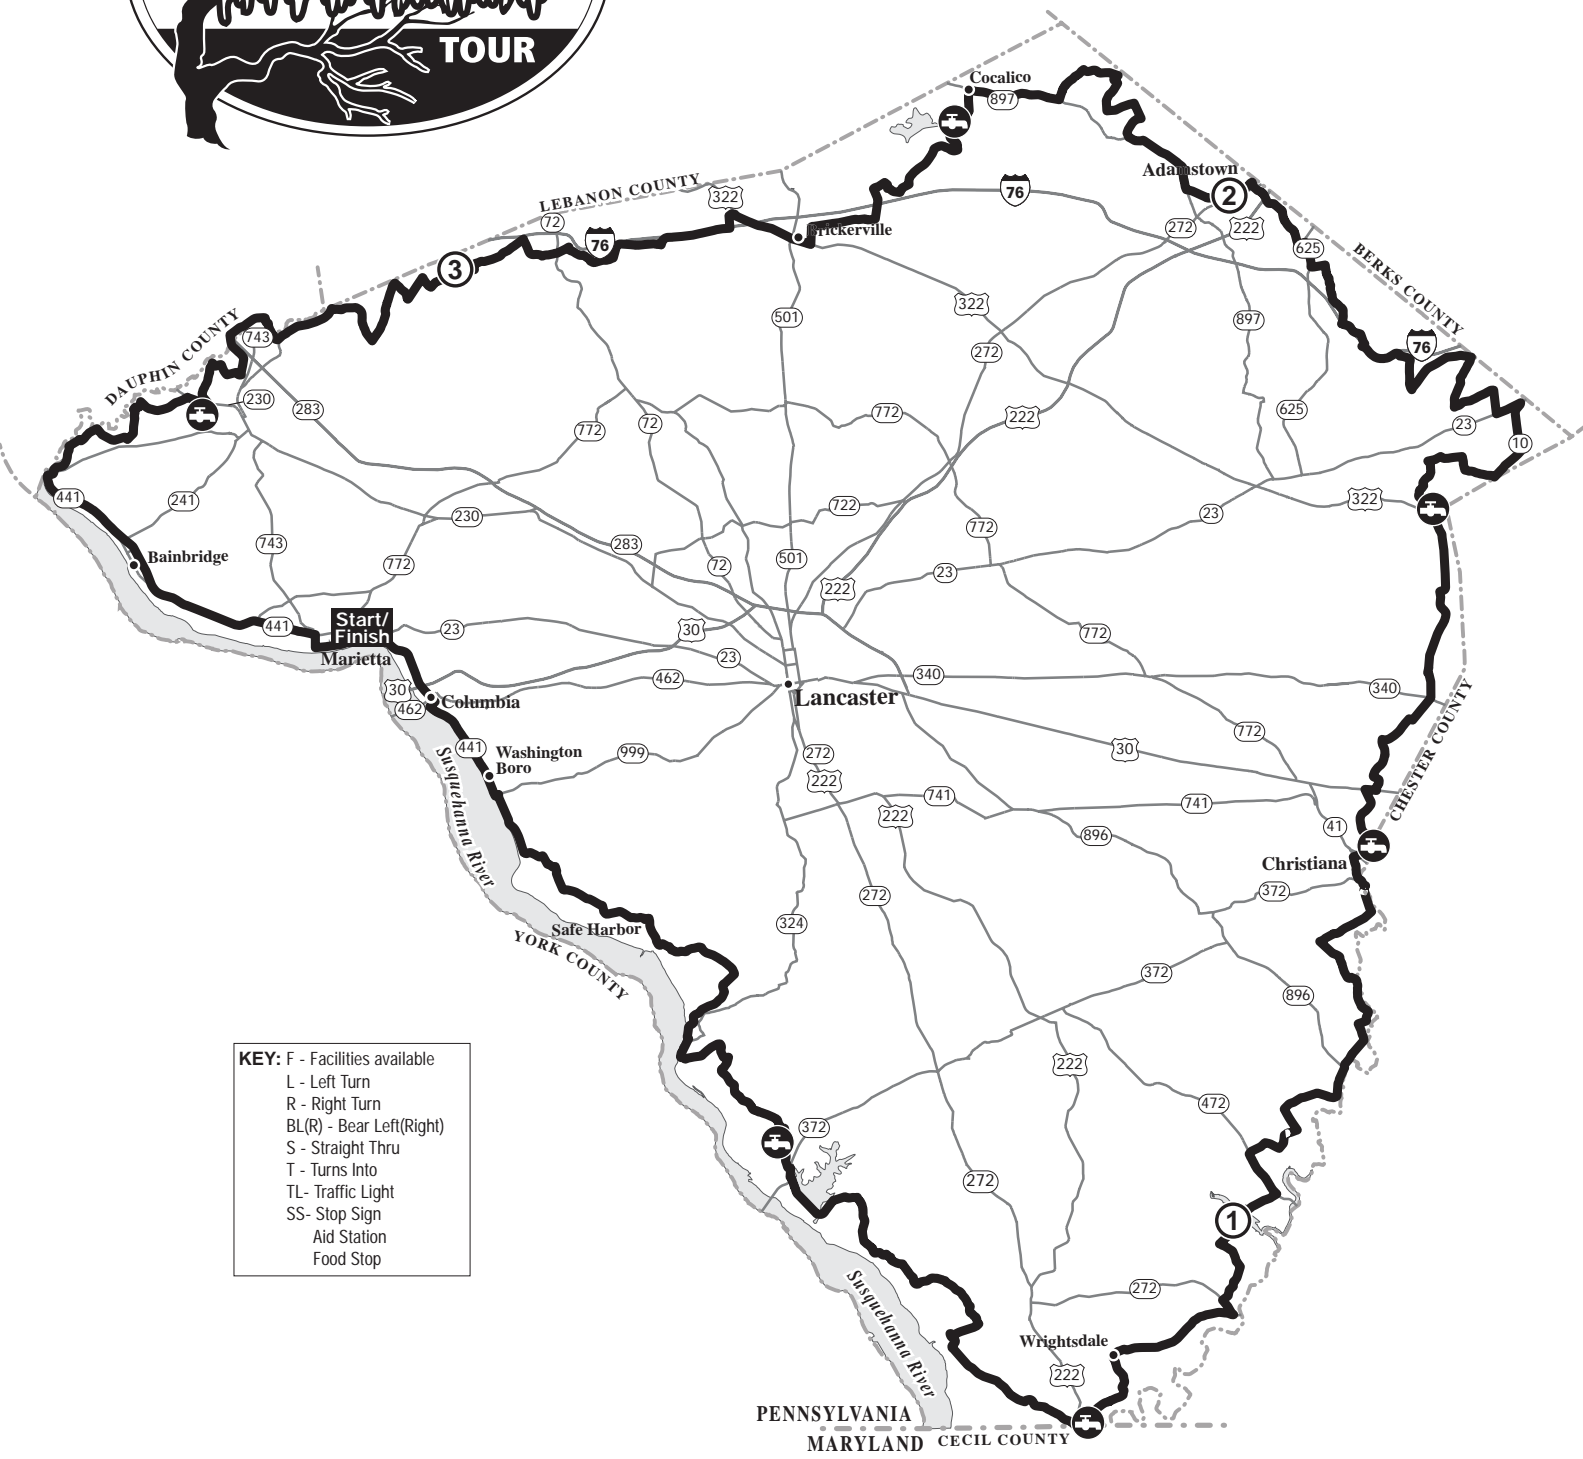 TOUR
Cocalico
897
Adamstown
2
LEBANON COUNTY
322
76
72
76
Brickerville
272
222
625
BERKS COUNTY
3
322
501
897
272
76
DAUPHIN COUNTY
743
230
283
772
72
772
222
625
23
10
441
241
230
722
322
23
743
283
772
501
72
Bainbridge
772
23
222
441
Start/
Finish
Marietta
23
30
772
23
462
340
340
30
462
Columbia
Lancaster
CHESTER COUNTY
441
Washington
Boro
999
272
222
30
772
741
741
222
896
41
Susquehanna River
Christiana
372
272
324
Safe Harbor
YORK COUNTY
372
896
KEY: F - Facilities available
L - Left Turn
R - Right Turn
BL(R) - Bear Left(Right)
S - Straight Thru
T - Turns Into
TL- Traffic Light
SS- Stop Sign
Aid Station
Food Stop
222
472
372
272
1
Susquehanna River
272
Wrightsdale
222
PENNSYLVANIA
MARYLAND
CECIL COUNTY